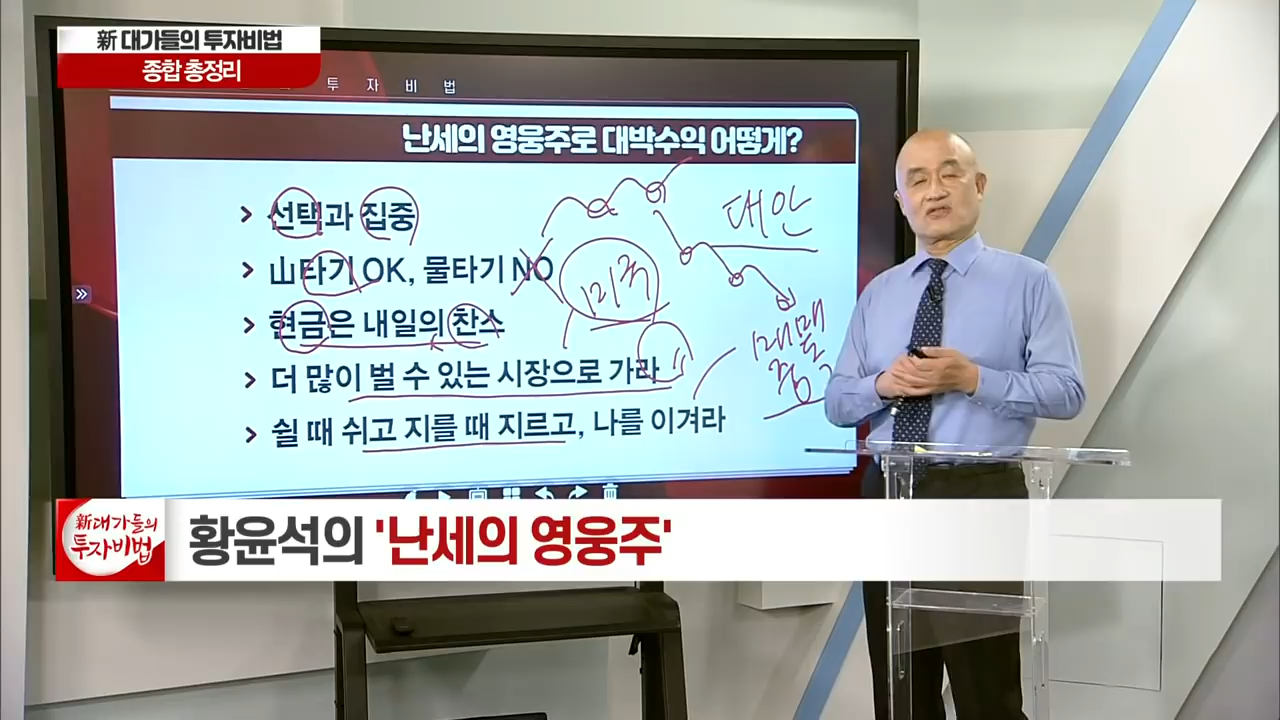 新 대가들의 투자비법
종합 총정리
투 자 비 법
난세의 영웅주로 대박수익 어떻게?
> 선택과 집중
> 山타기 OK, 물타기 NO
> 현금은 내일의 찬스
> 더 많이 벌 수 있는 시장으로 가라
> 쉴 때 쉬고 지를 때 지르고, 나를 이겨라
대안
미국
매매
新대가들의
투자비법
황윤석의 '난세의 영웅주'